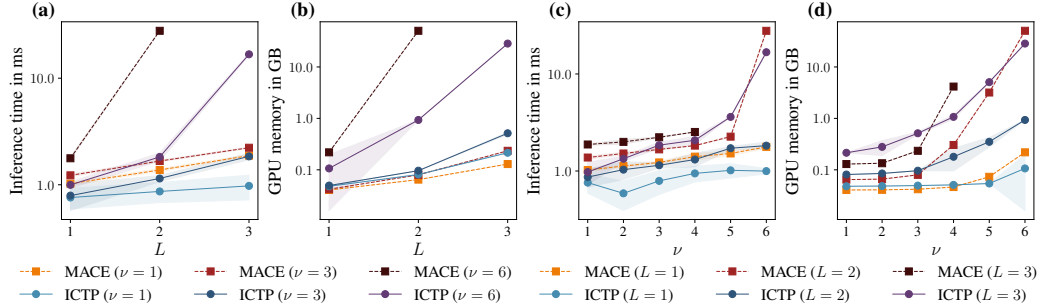 (a) (b) (c) (d)
Inference time in ms
10.0
1.0
1 2 3
L
GPU memory in GB
10.0
1.0
0.1
1 2 3
L
Inference time in ms
10.0
1.0
1 2 3 4 5 6
ν
GPU memory in GB
10.0
1.0
0.1
1 2 3 4 5 6
ν
MACE (ν = 1) MACE (ν = 3) MACE (ν = 6) MACE (L = 1) MACE (L = 2) MACE (L = 3)
ICTP (ν = 1) ICTP (ν = 3) ICTP (ν = 6) ICTP (L = 1) ICTP (L = 2) ICTP (L = 3)